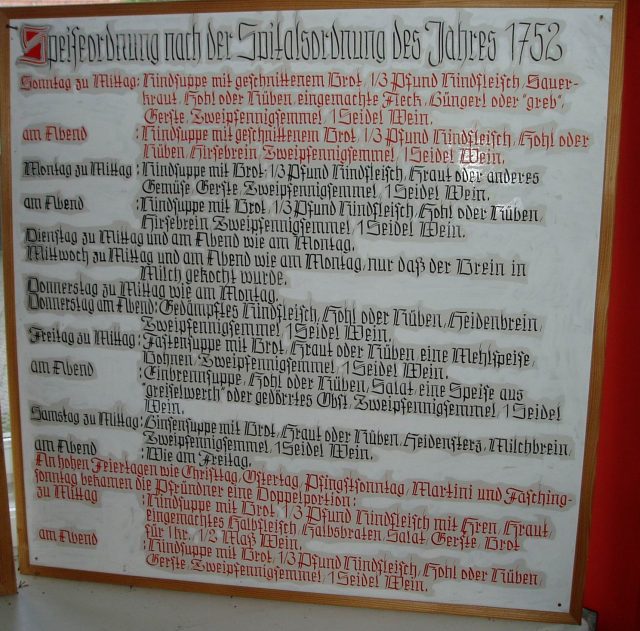 Speiseordnung nach der Spitalsordnung des Jahres 1752
Sonntag zu Mittag: Rindsuppe mit geschnittenem Brot, 1/3 Pfund Rindfleisch, Sauer-
kraut, Kohl oder Rüben, eingemachte Fleck, Büngerl oder "greb",
Gerste, Zweipfennigsemmel, 1 Seidel Wein.
am Abend : Rindsuppe mit geschnittenem Brot, 1/3 Pfund Rindfleisch, Kohl oder
Rüben, Hirsebrein, Zweipfennigsemmel, 1 Seidel Wein.
Montag zu Mittag : Rindsuppe mit Brot, 1/3 Pfund Rindfleisch, Kraut oder anderes
Gemüse, Gerste, Zweipfennigsemmel, 1 Seidel Wein.
am Abend : Rindsuppe mit Brot, 1/3 Pfund Rindfleisch, Kohl oder Rüben,
Hirsebrein, Zweipfennigsemmel, 1 Seidel Wein.
Dienstag zu Mittag und am Abend wie am Montag.
Mittwoch zu Mittag und am Abend wie am Montag, nur daß der Brein in
Milch gekocht wurde.
Donnerstag zu Mittag wie am Montag.
Donnerstag am Abend: Gedämpftes Rindfleisch, Kohl oder Rüben, Heidenbrein,
Zweipfennigsemmel, 1 Seidel Wein.
Freitag zu Mittag : Fastensuppe mit Brot, Kraut oder Rüben, eine Mehlspeise,
Bohnen, Zweipfennigsemmel, 1 Seidel Wein.
am Abend : Einbrennsuppe, Kohl oder Rüben, Salat, eine Speise aus
"greiselwerch" oder gedörrtes Obst, Zweipfennigsemmel, 1 Seidel
Wein.
Samstag zu Mittag: Linsensuppe mit Brot, Kraut oder Rüben, Heidensterz, Milchbrein,
Zweipfennigsemmel, 1 Seidel Wein.
am Abend : Wie am Freitag.
An hohen Feiertagen wie Christtag, Ostertag, Pfingstsonntag, Martini und Fasching-
sonntag bekamen die Pfründner eine Doppelportion:
zu Mittag : Rindsuppe mit Brot, 1/3 Pfund Rindfleisch mit Kren, Kraut,
eingemachtes Kalbfleisch, Kalbsbraten, Salat, Gerste, Brot
für 1 kr., 1/2 Maß Wein.
am Abend : Rindsuppe mit Brot, 1/3 Pfund Rindfleisch, Kohl oder Rüben,
Gerste, Zweipfennigsemmel, 1 Seidel Wein.